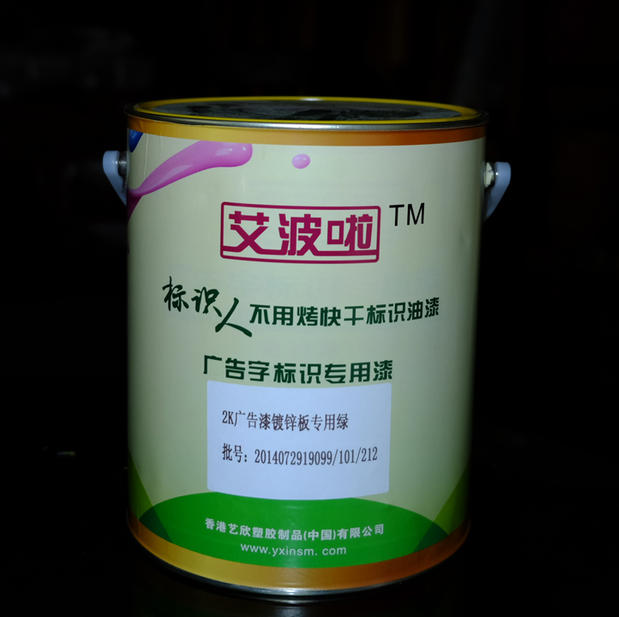 艾波啦 TM
标识人 不用烤快干标识油漆
广告字标识专用漆
2K广告漆镀锌板专用绿
批号: 2014072919099/101/212
香港艺欣塑胶制品(中国)有限公司
www.yxinsm. com